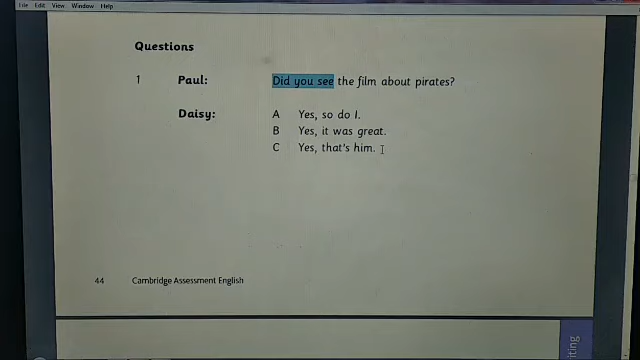 File Edit View Window Help
Questions
1 Paul: Did you see the film about pirates?
Daisy: A Yes, so do I.
B Yes, it was great.
C Yes, that's him.
44 Cambridge Assessment English